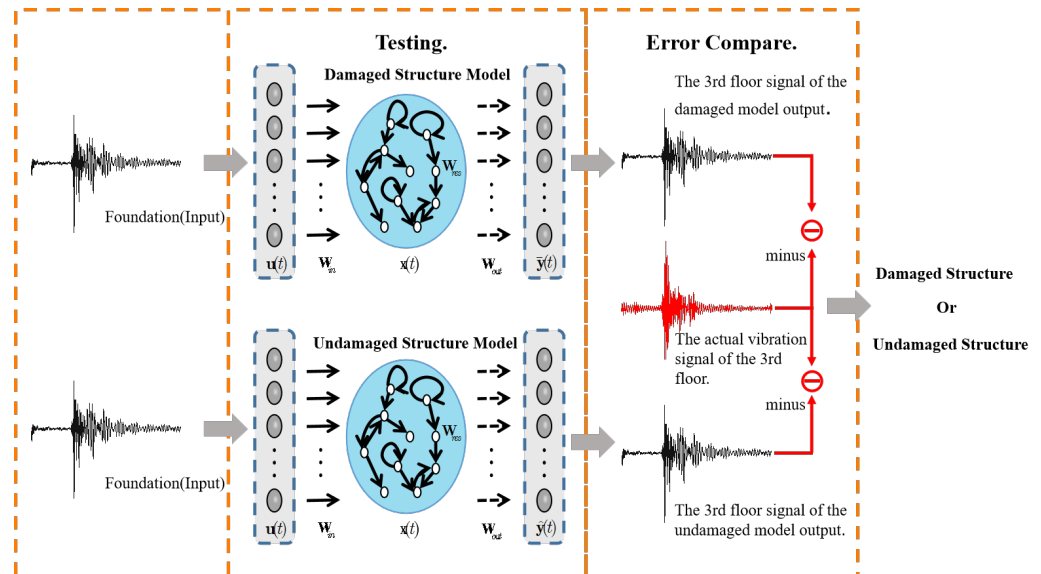 Testing.
Error Compare.
Damaged Structure Model
Foundation(Input)
W_res
u(t)
W_in
x(t)
W_out
ȳ(t)
The 3rd floor signal of the
damaged model output.
minus
The actual vibration
signal of the 3rd
floor.
minus
Damaged Structure
Or
Undamaged Structure
Undamaged Structure Model
Foundation(Input)
W_res
u(t)
W_in
x(t)
W_out
The 3rd floor signal of the
undamaged model output.